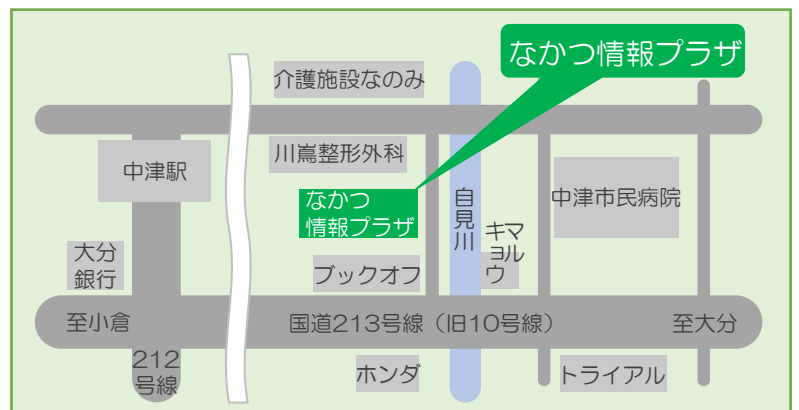 なかつ情報プラザ
介護施設なのみ
川嶌整形外科
中津駅
なかつ
情報プラザ
自見川
中津市民病院
キョウ
マル
大分
銀行
ブックオフ
至小倉
国道213号線（旧10号線）
至大分
212
号線
ホンダ
トライアル